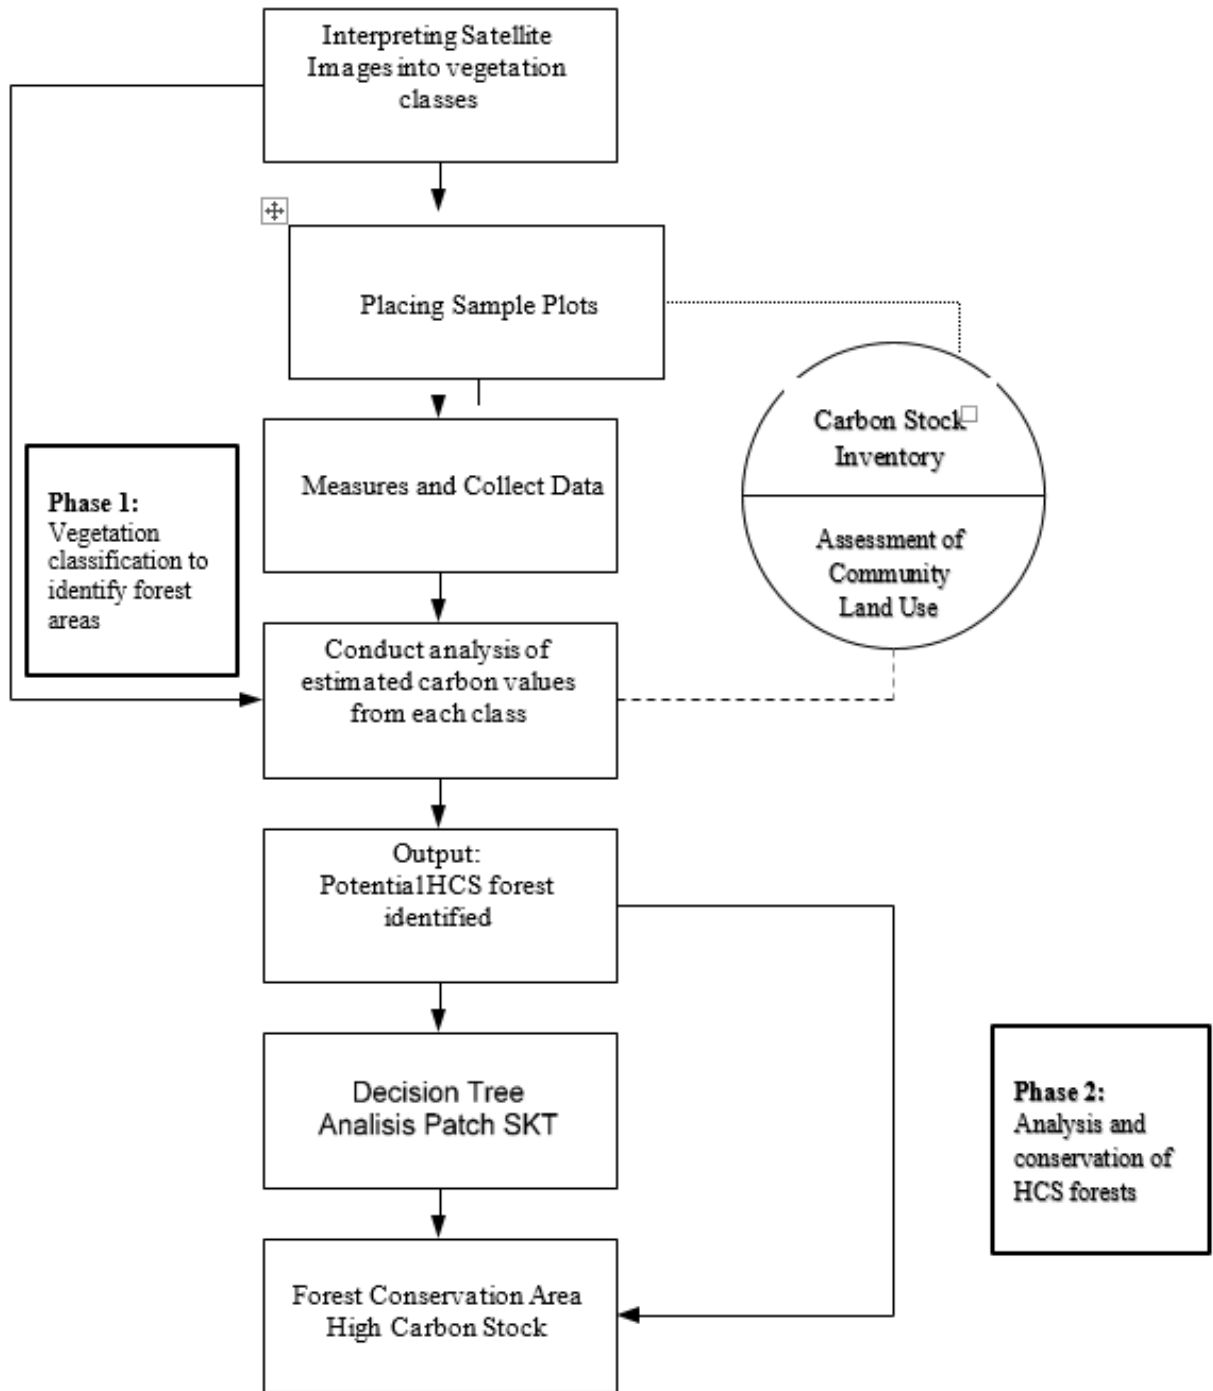 Interpreting Satellite
Images into vegetation
classes
Placing Sample Plots
Carbon Stock
Inventory
Assessment of
Community
Land Use
Measures and Collect Data
Phase 1:
Vegetation
classification to
identify forest
areas
Conduct analysis of
estimated carbon values
from each class
Output:
Potential HCS forest
identified
Decision Tree
Analisis Patch SKT
Phase 2:
Analysis and
conservation of
HCS forests
Forest Conservation Area
High Carbon Stock